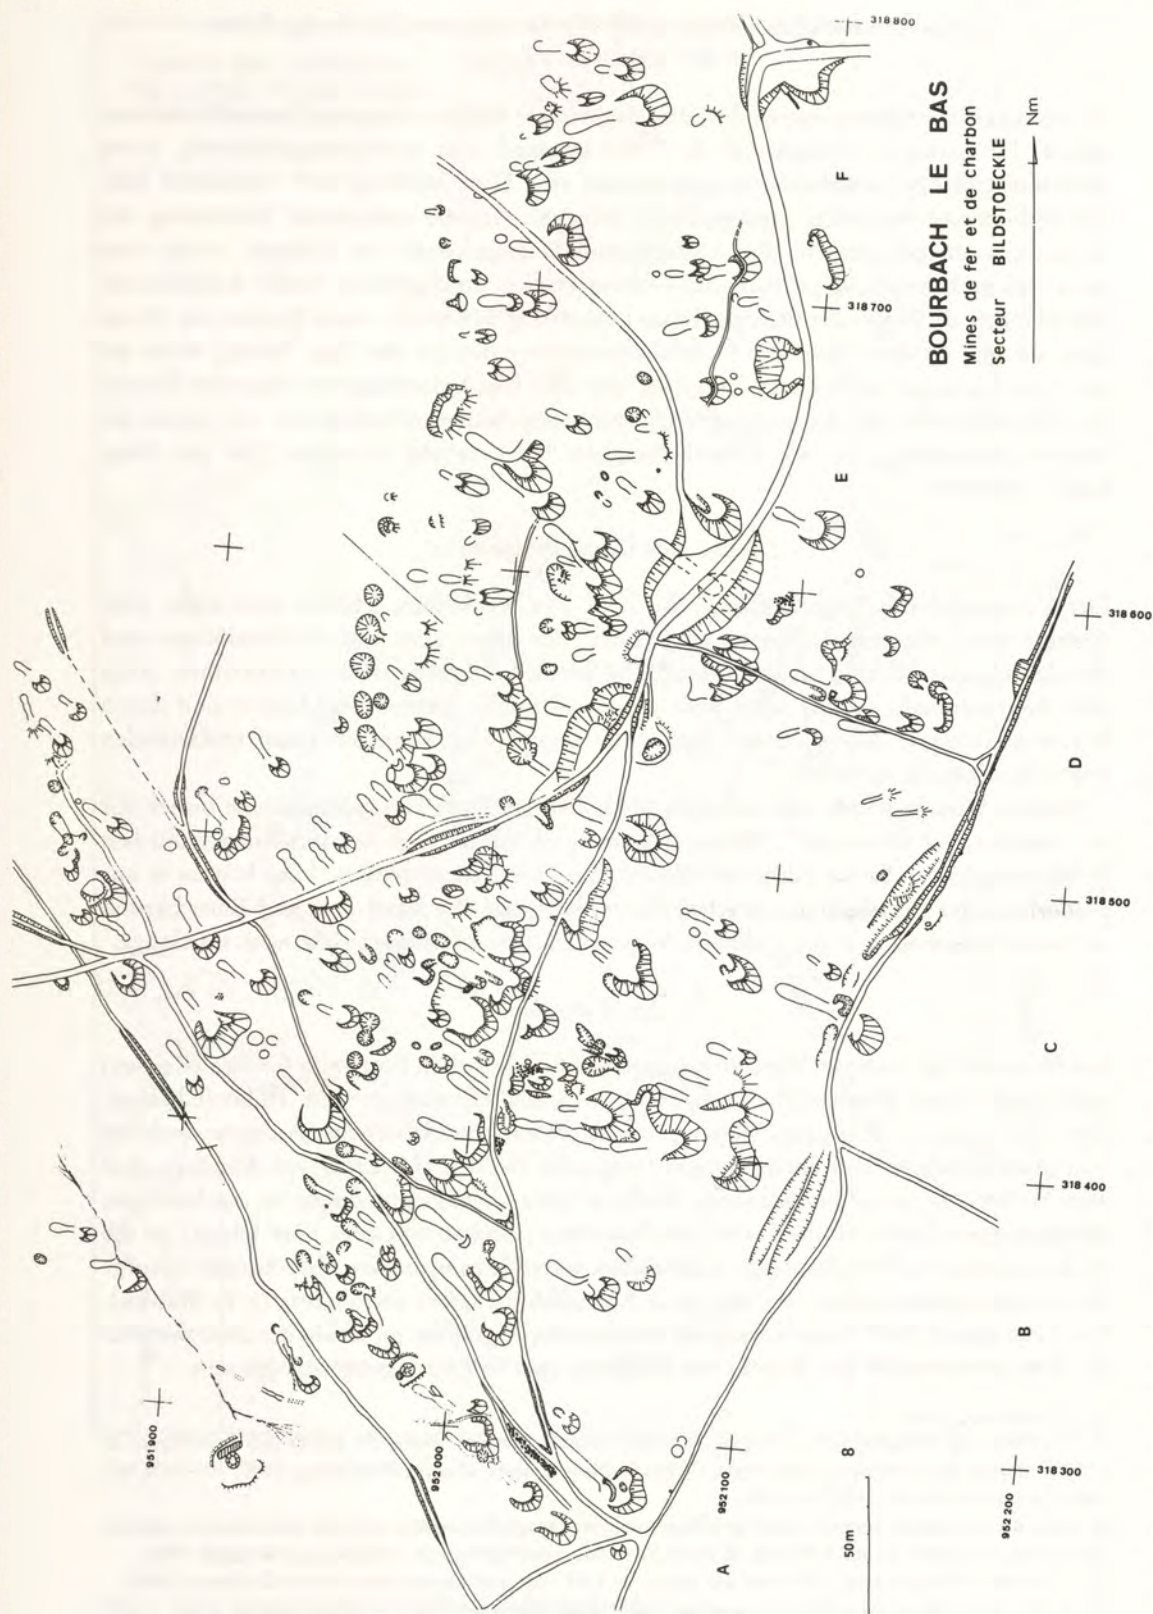 BOURBACH LE BAS
Mines de fer et de charbon
Secteur BILDSTOECKLE
Nm
318 800
318 700
318 600
318 500
318 400
318 300
951 900
952 000
952 100
952 200
A
B
C
D
E
F
8
50m